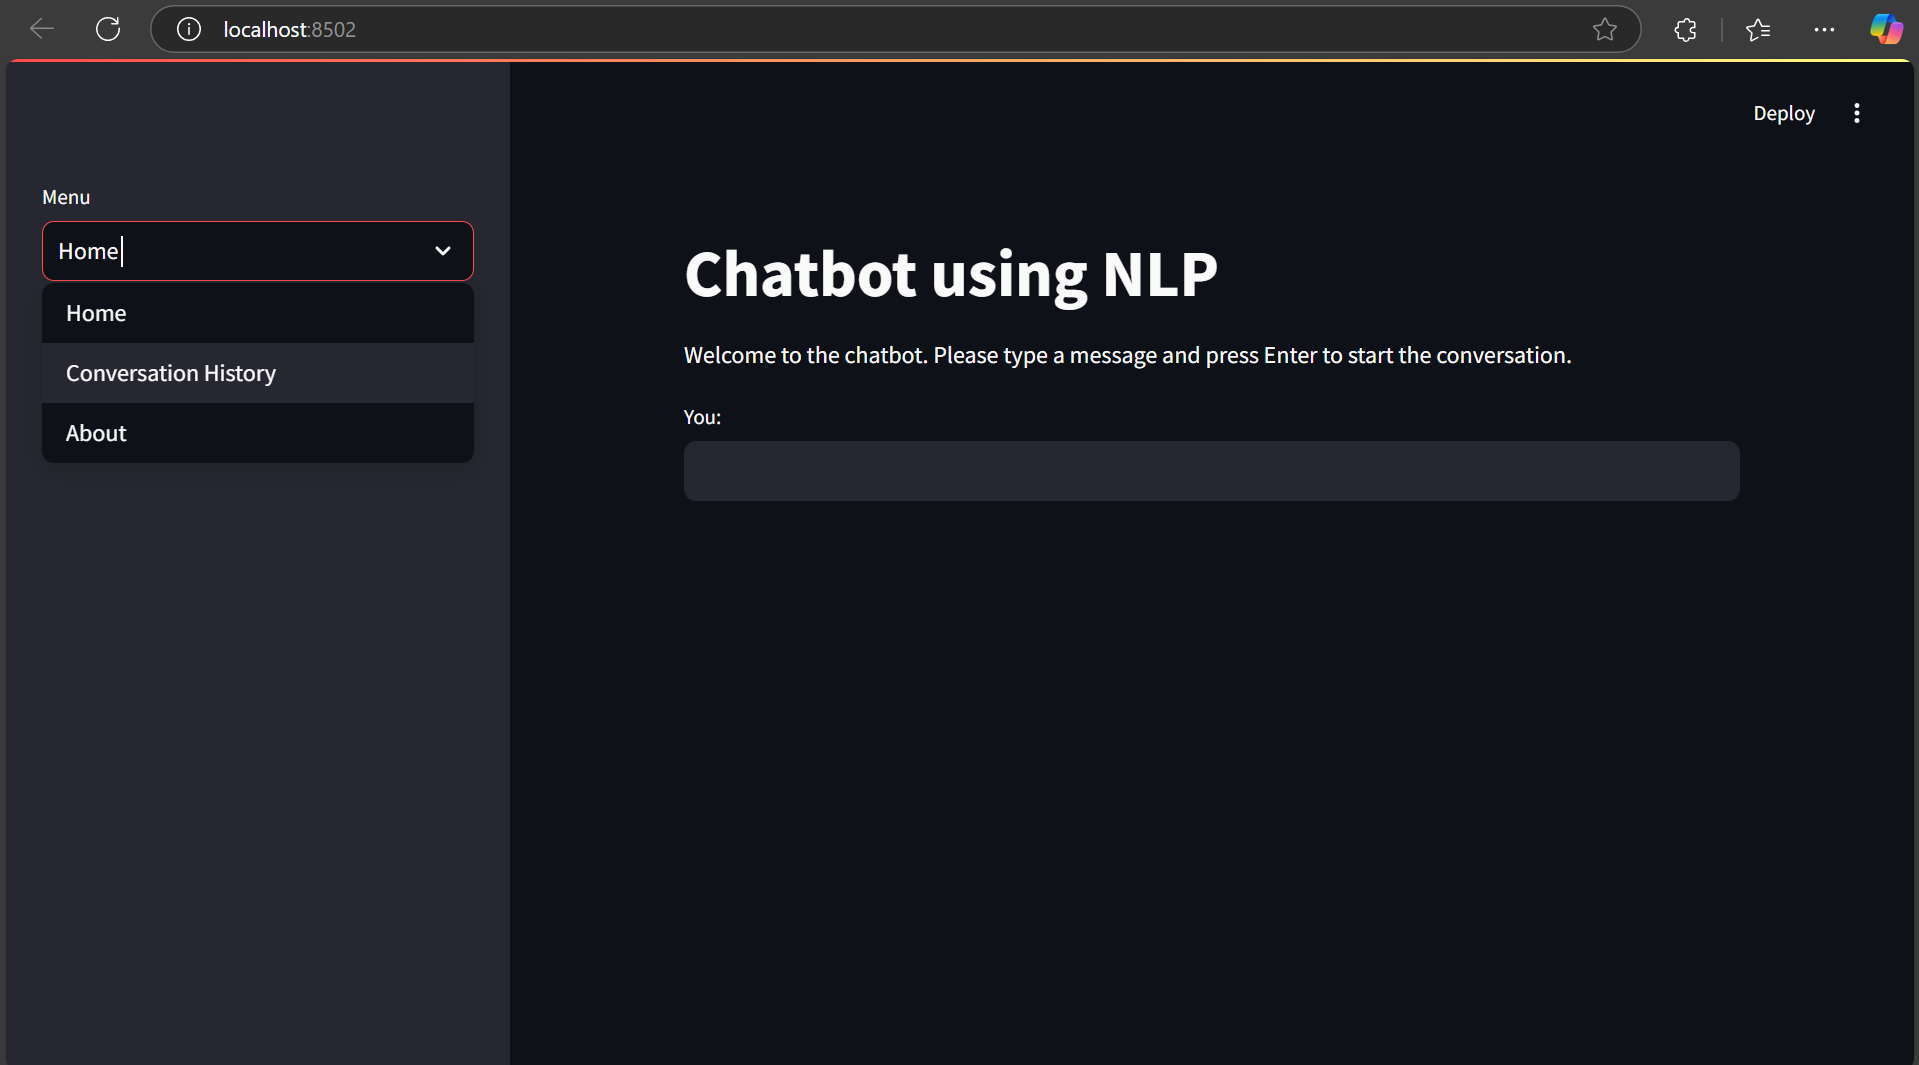 localhost:8502
Deploy
Menu
Home
Home
Conversation History
About
Chatbot using NLP
Welcome to the chatbot. Please type a message and press Enter to start the conversation.
You: